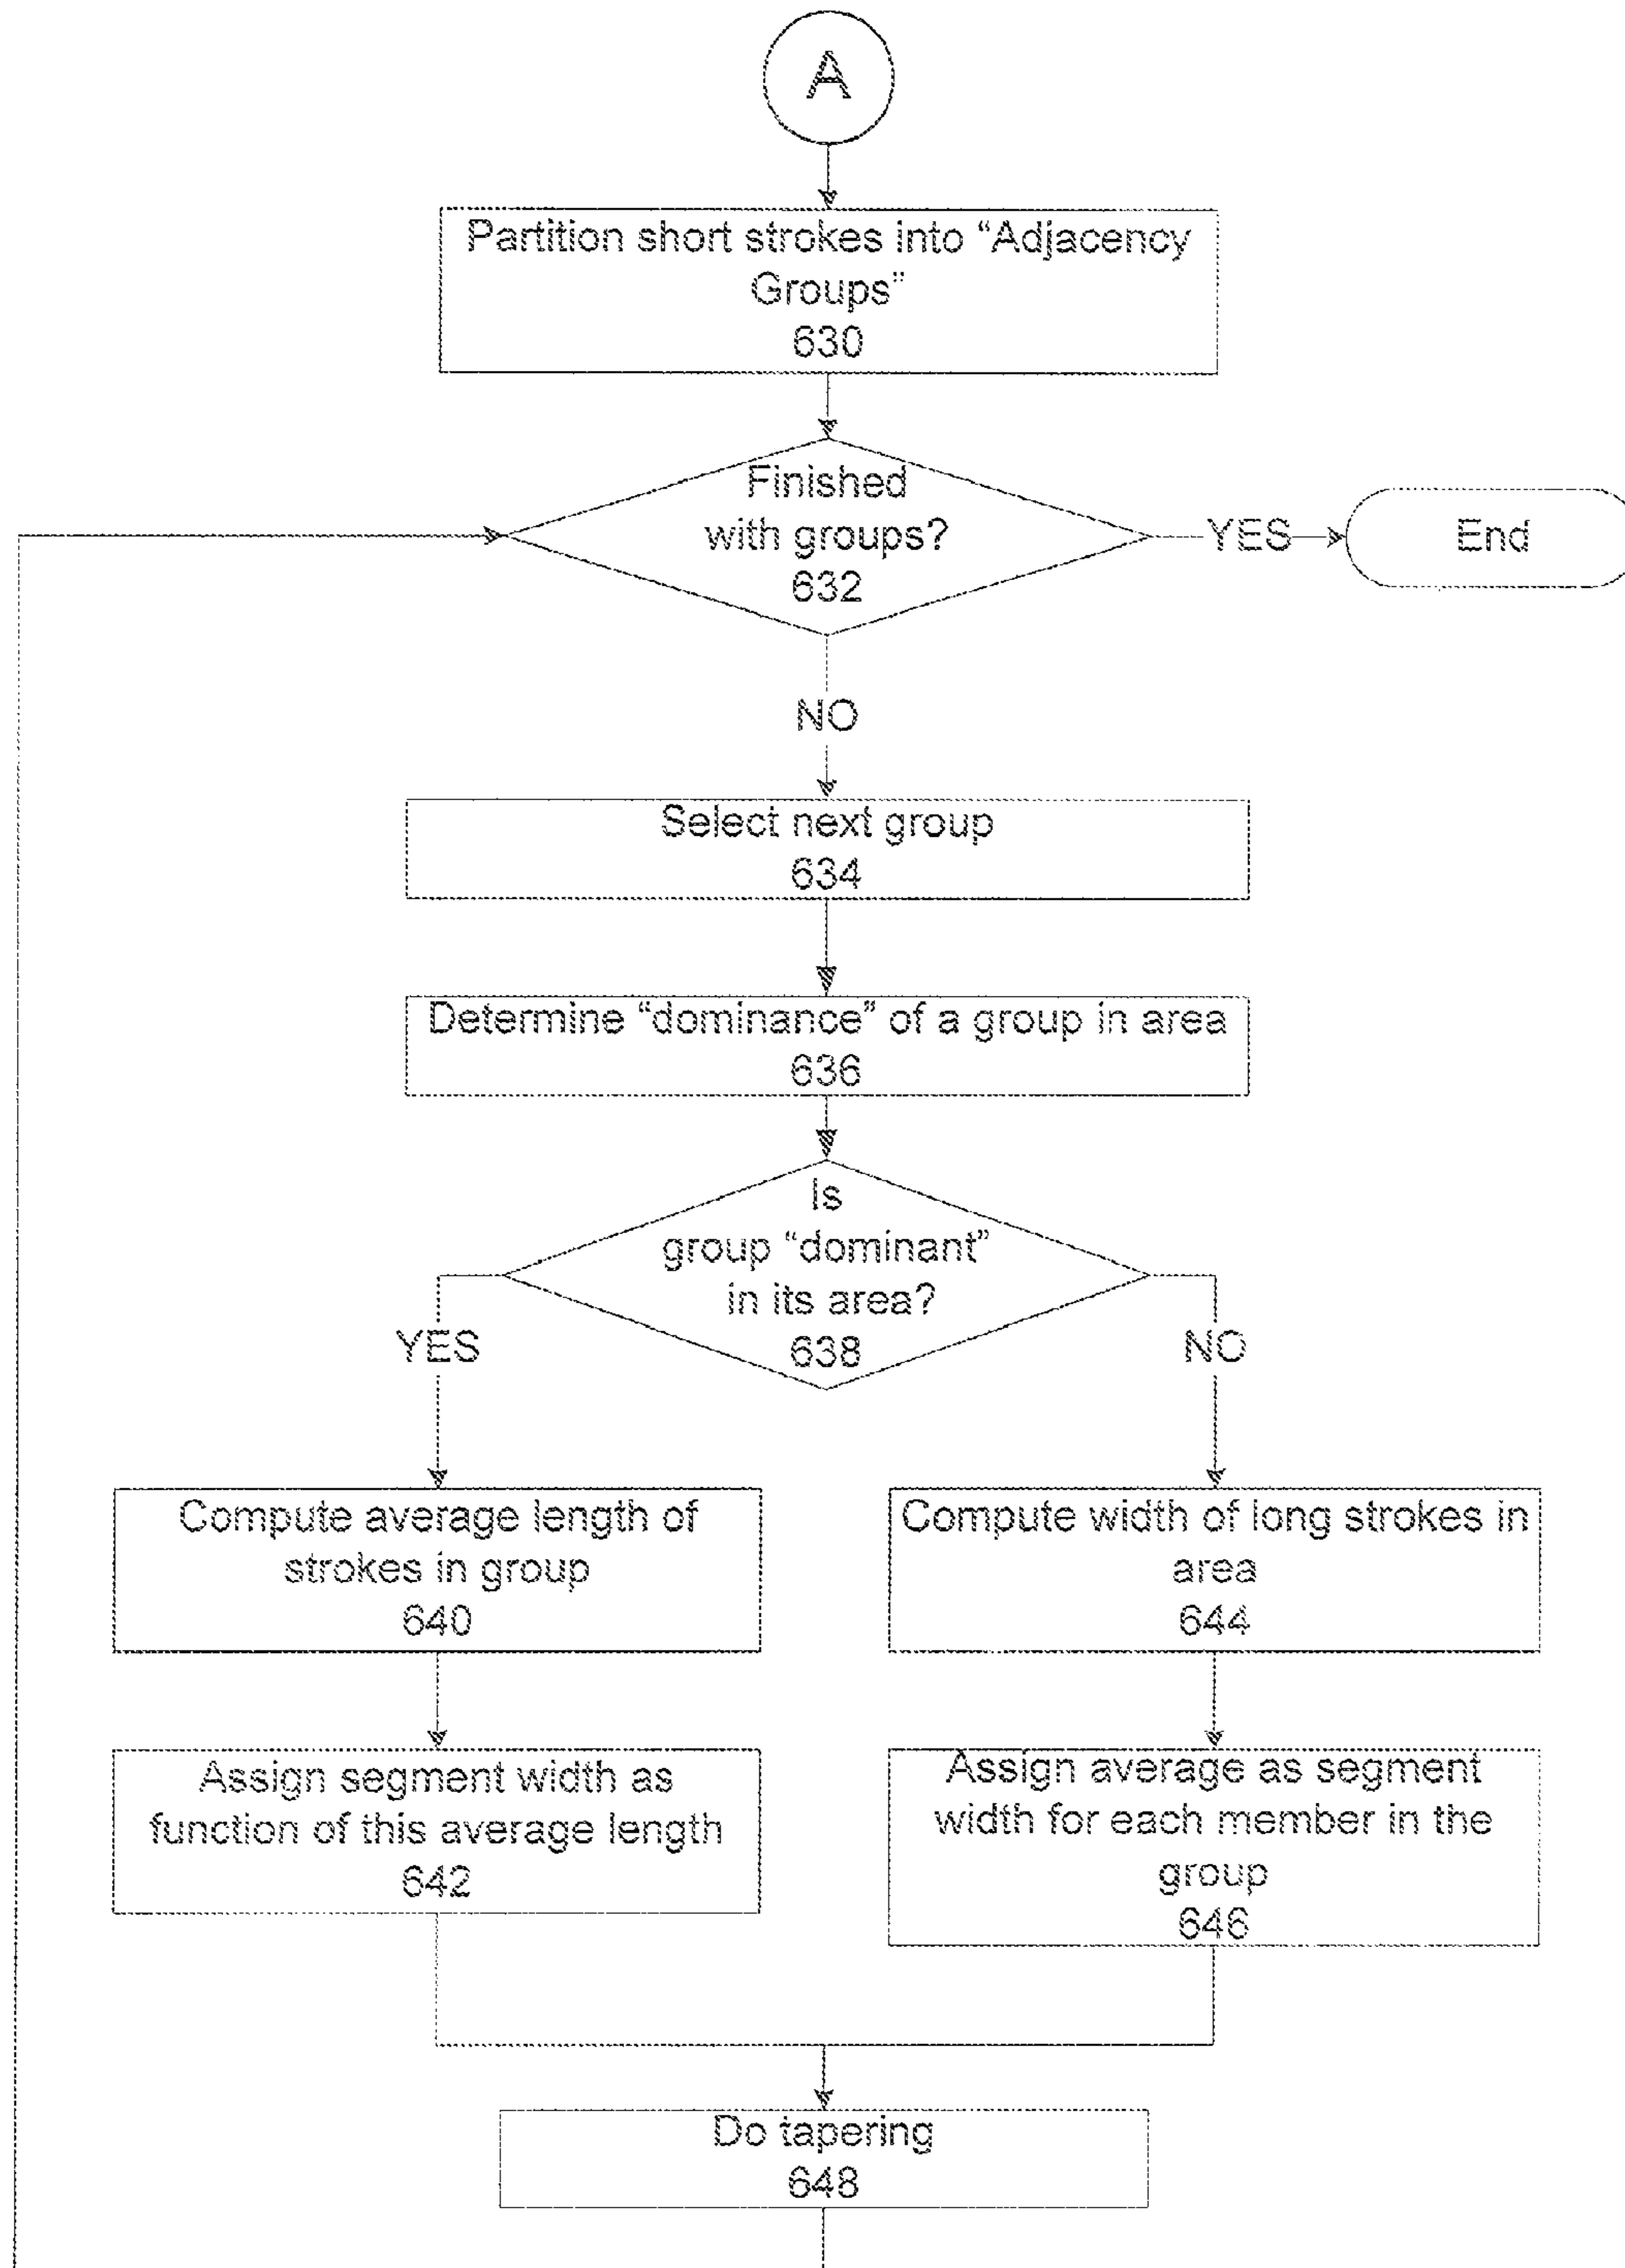 A
Partition short strokes into “Adjacency
Groups”
630
Finished
with groups?
632
YES
End
NO
Select next group
634
Determine “dominance” of a group in area
636
Is
group “dominant”
in its area?
638
YES
NO
Compute average length of
strokes in group
640
Compute width of long strokes in
area
644
Assign segment width as
function of this average length
642
Assign average as segment
width for each member in the
group
646
Do tapering
648